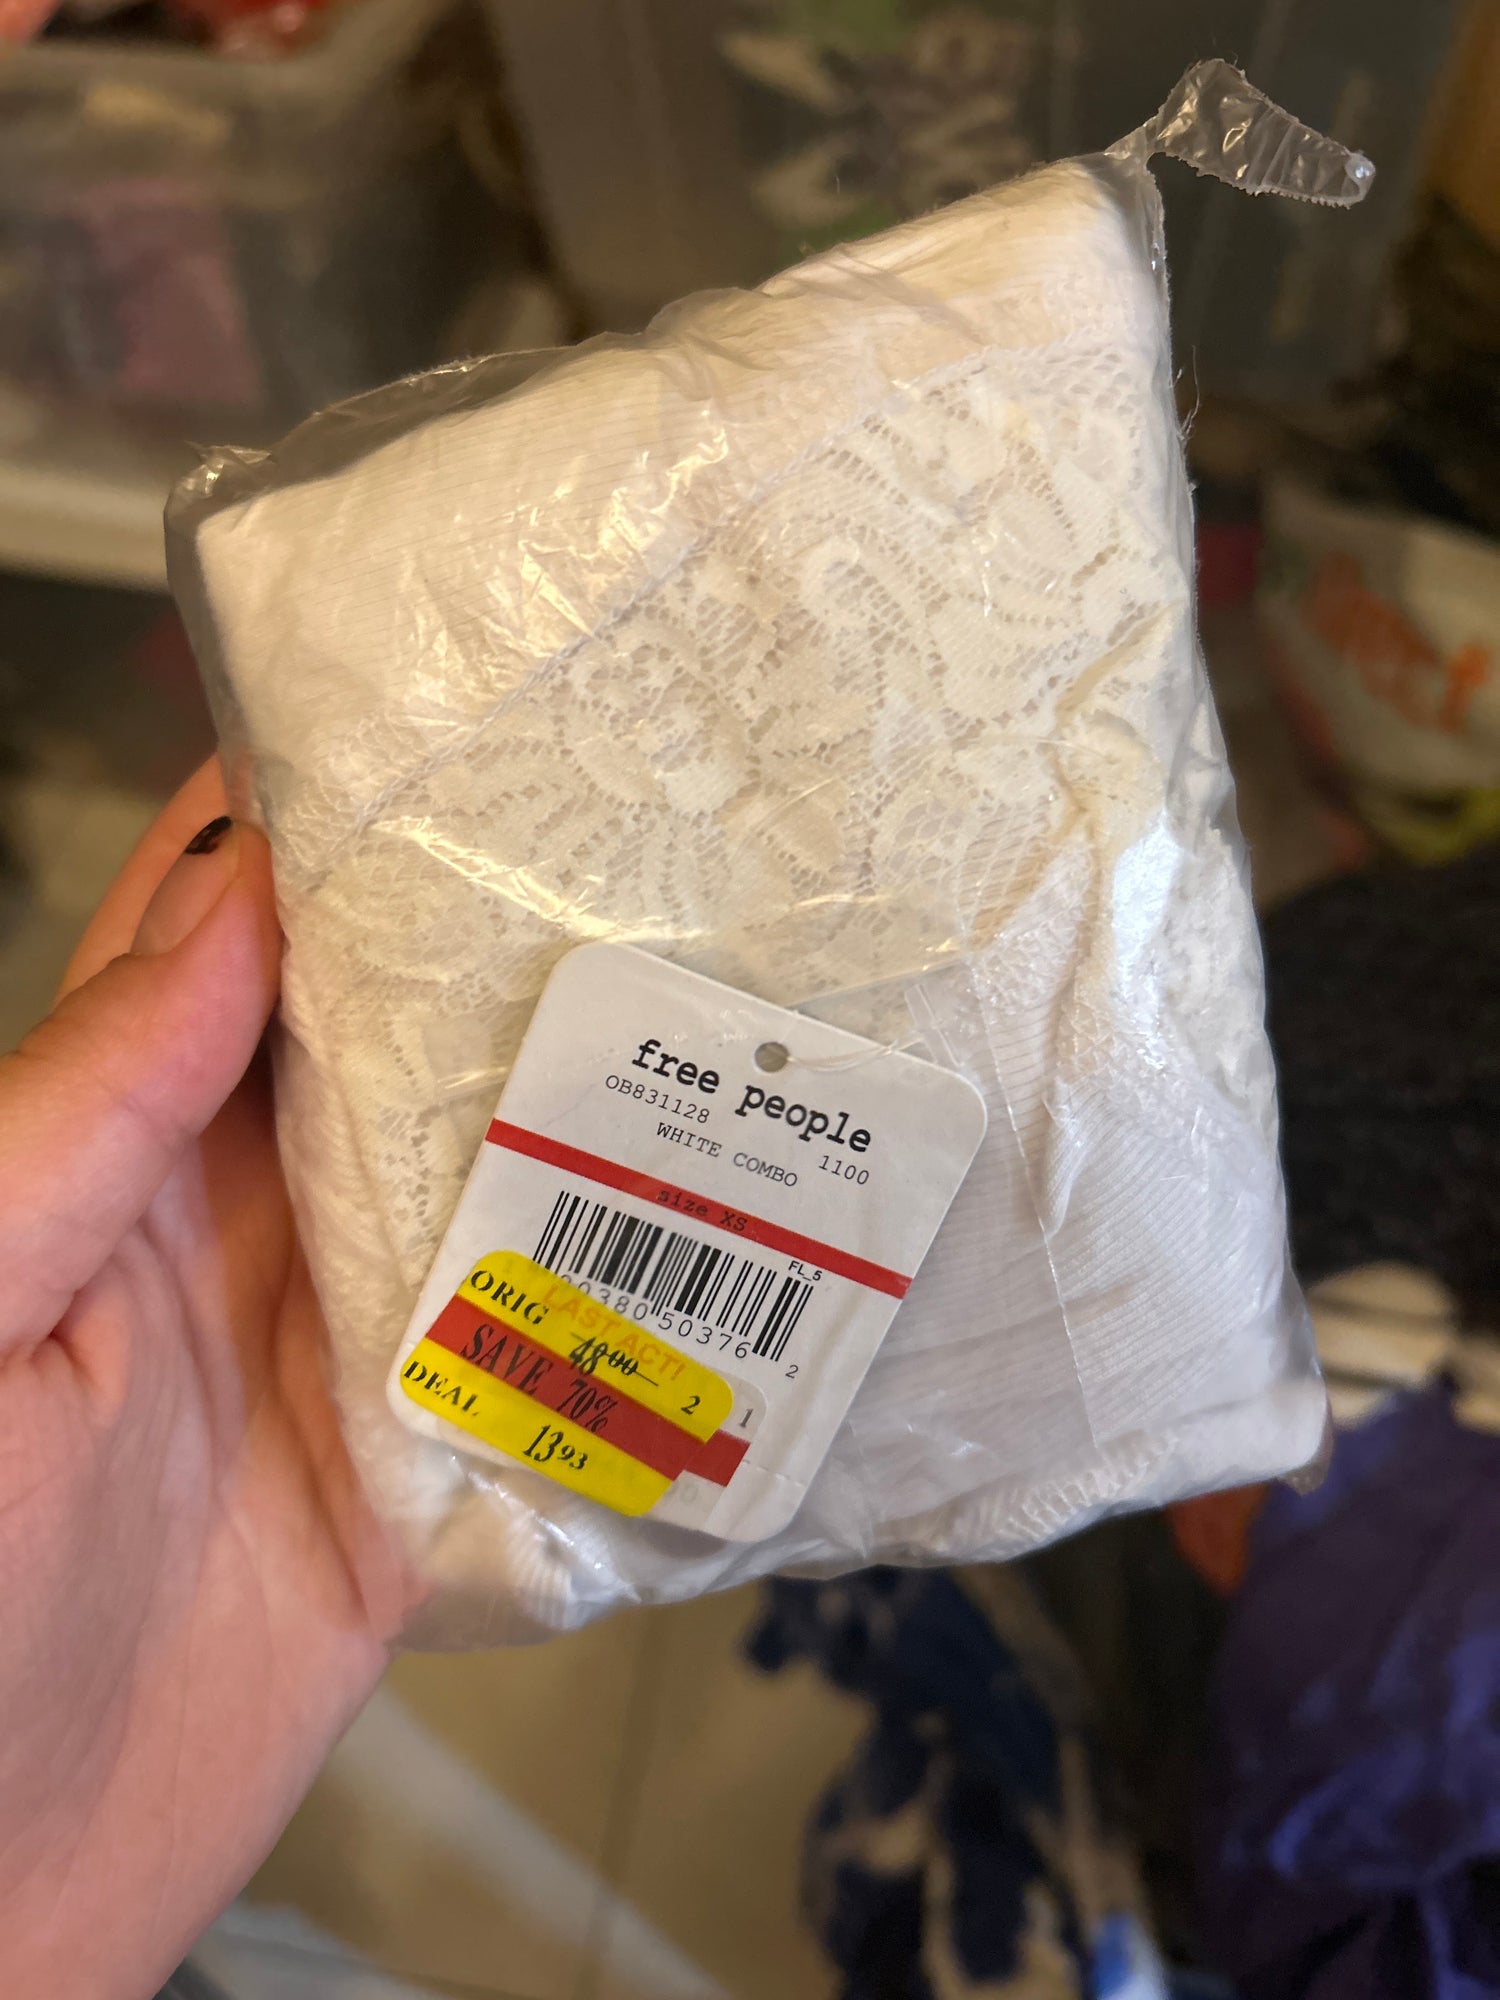 free people
OB831128 1100
WHITE COMBO
size XS
FL_5
0380 50376 2
LAST ACT!
ORIG 48.00 2
SAVE 70%
DEAL 13.93
1